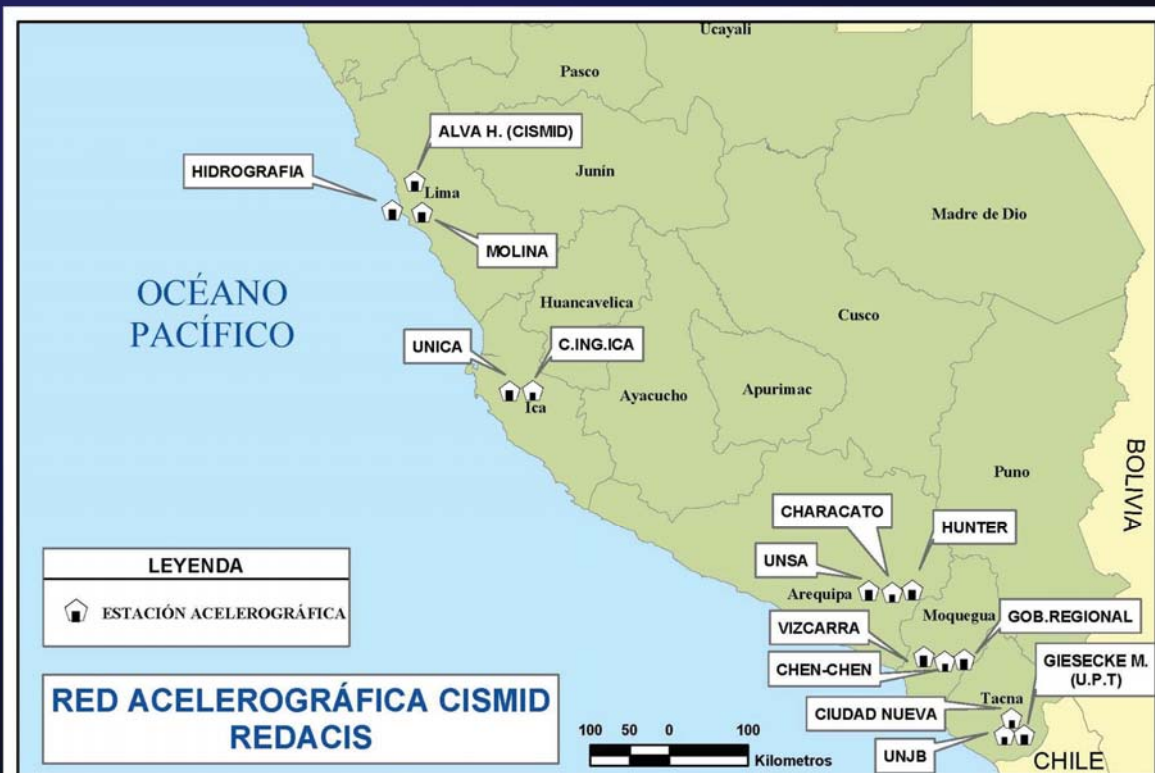 Ucayali
Pasco
ALVA H. (CISMID)
HIDROGRAFIA
Junín
Lima
Madre de Dio
MOLINA
OCÉANO
PACÍFICO
Huancavelica
Cusco
UNICA
C.ING.ICA
Ayacucho
Apurimac
Ica
BOLIVIA
Puno
CHARACATO
HUNTER
UNSA
Arequipa
Moquegua
GOB.REGIONAL
VIZCARRA
CHEN-CHEN
GIESECKE M.
(U.P.T)
Tacna
CIUDAD NUEVA
UNJB
CHILE
LEYENDA
ESTACIÓN ACELEROGRÁFICA
RED ACELEROGRÁFICA CISMID
REDACIS
100 50 0 100
Kilometros